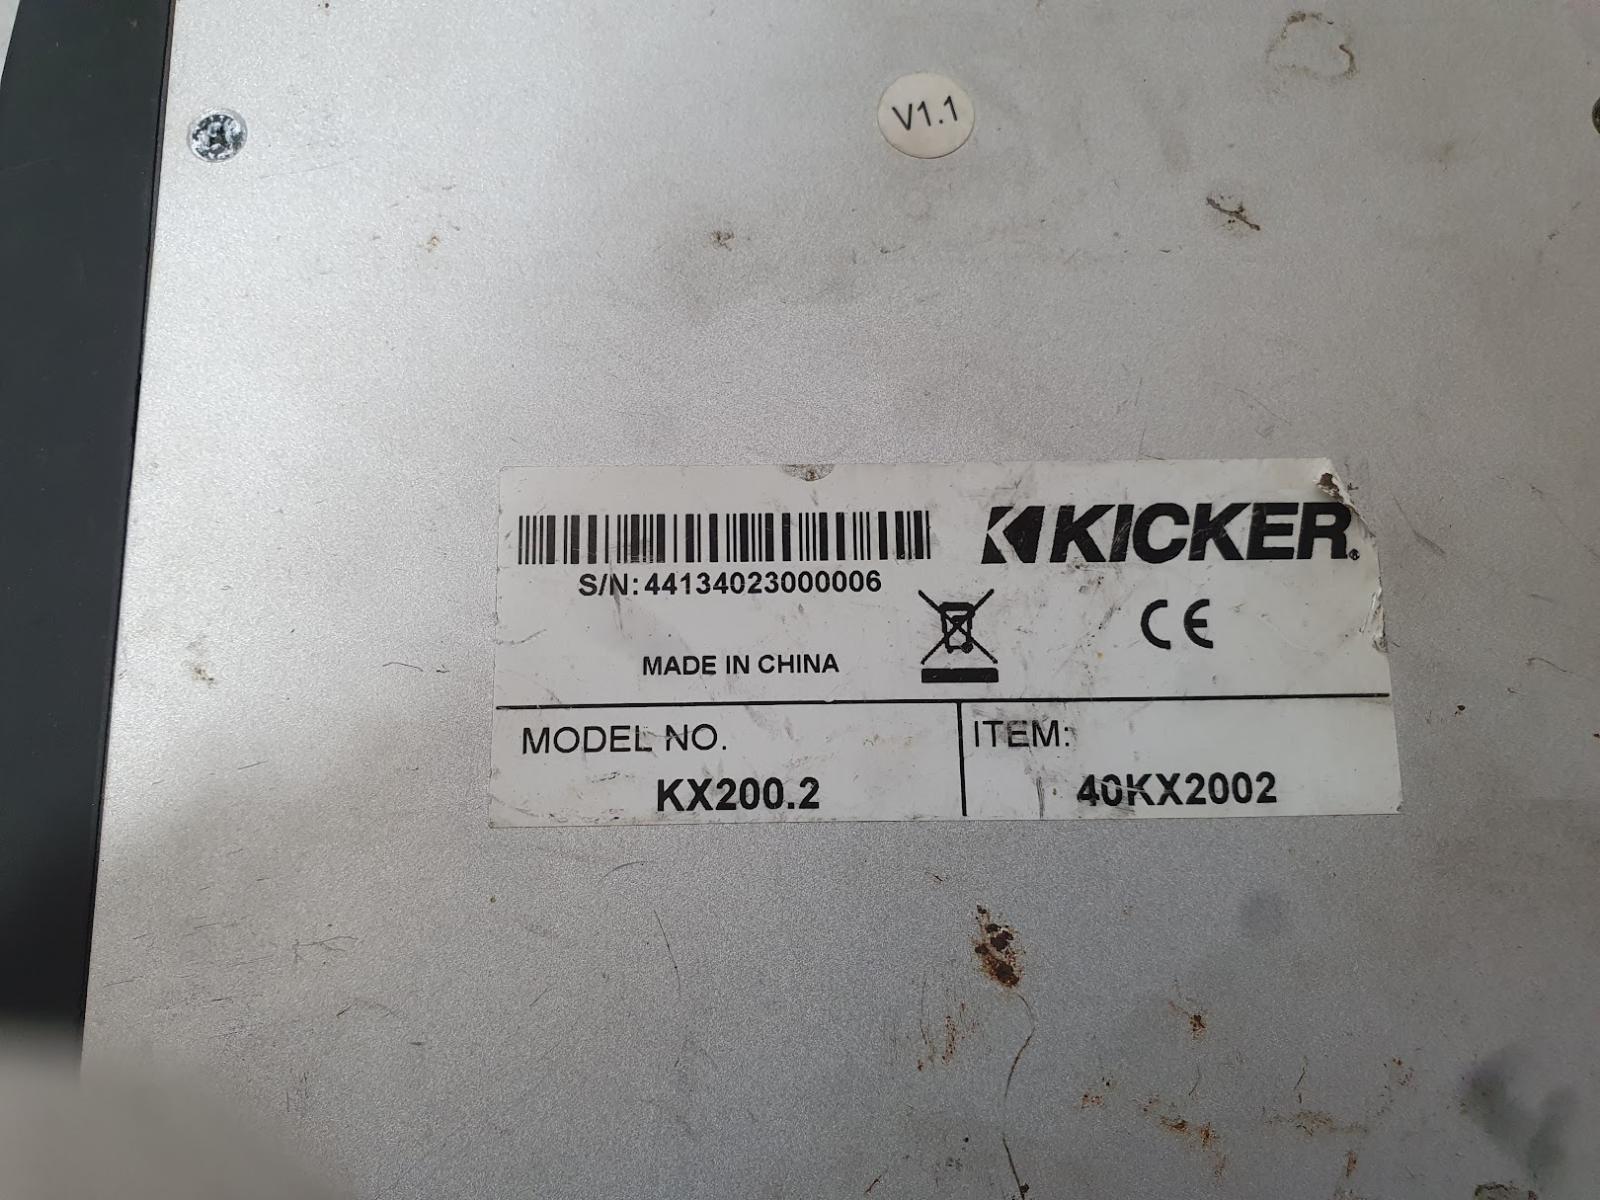 V1.1
KICKER®
S/N: 44134023000006
CE
MADE IN CHINA
MODEL NO.
KX200.2
ITEM:
40KX2002